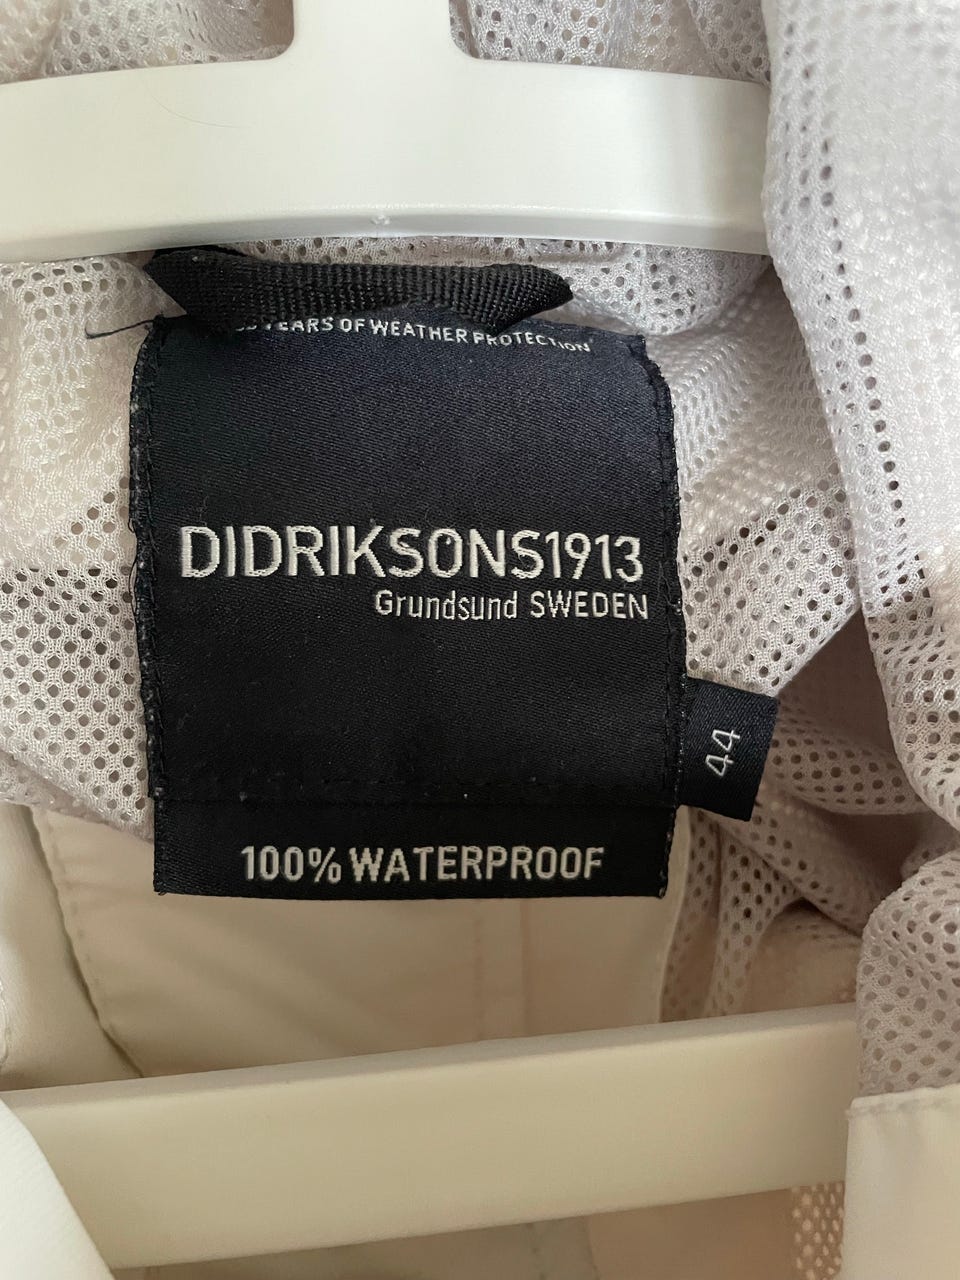 YEARS OF WEATHER PROTECTION
DIDRIKSONS1913
Grundsund SWEDEN
44
100% WATERPROOF